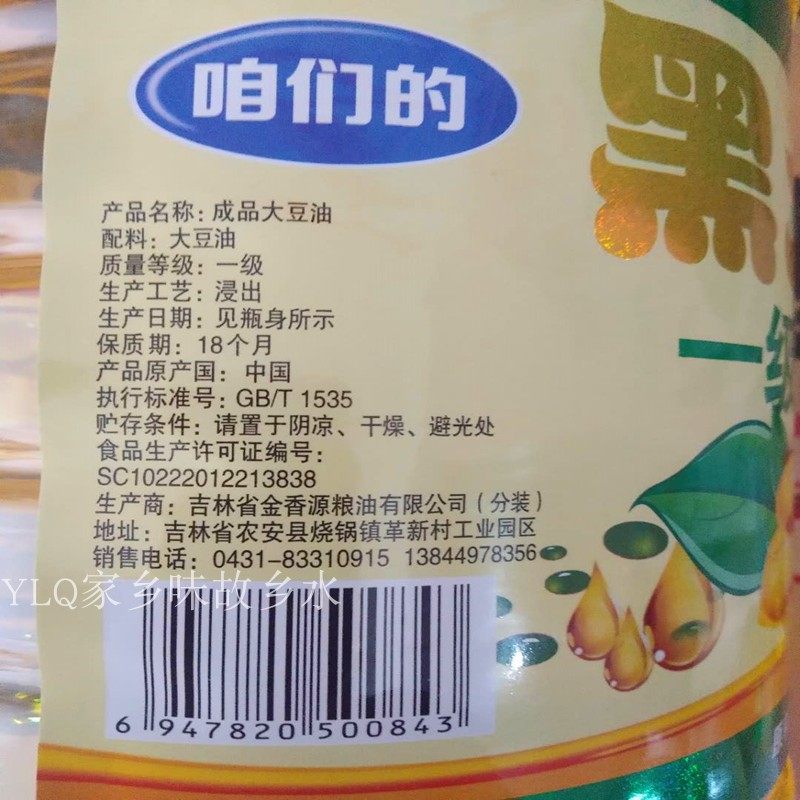 咱们的
产品名称：成品大豆油
配料：大豆油
质量等级：一级
生产工艺：浸出
生产日期：见瓶身所示
保质期：18个月
产品原产国：中国
执行标准号：GB/T 1535
贮存条件：请置于阴凉、干燥、避光处
食品生产许可证编号：
SC10222012213838
生产商：吉林省金香源粮油有限公司（分装）
地址：吉林省农安县烧锅镇革新村工业园区
销售电话：0431-83310915 13844978356
YLQ家乡味故乡水
6 947820 500843
黑
一级